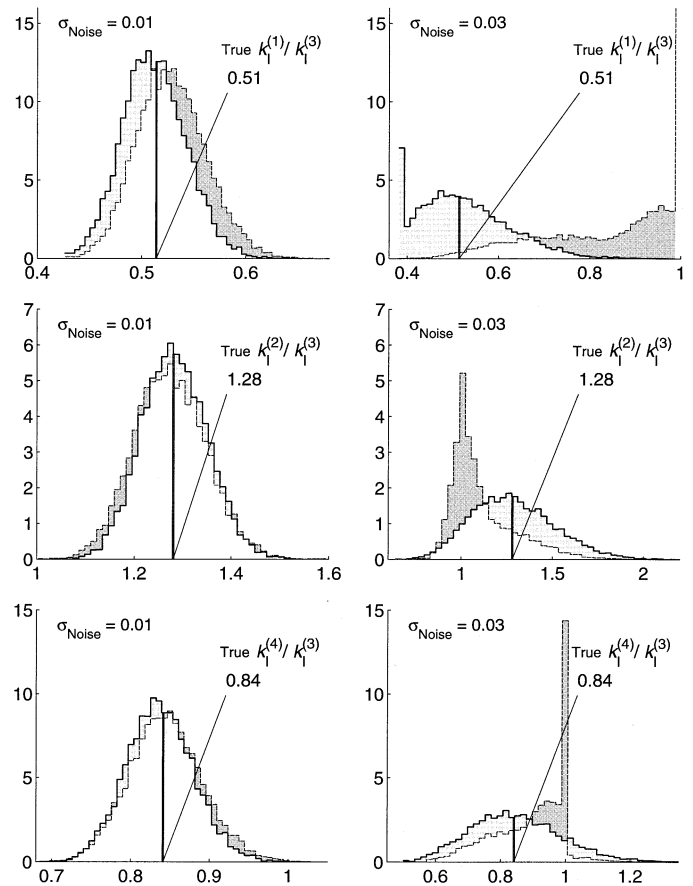 σNoise = 0.01
True kI(1)/ kI(3)
0.51
15
10
5
0
0.4 0.5 0.6
σNoise = 0.03
True kI(1)/ kI(3)
0.51
15
10
5
0
0.4 0.6 0.8 1
σNoise = 0.01
True kI(2)/ kI(3)
1.28
7
6
5
4
3
2
1
0
1 1.2 1.4 1.6
σNoise = 0.03
True kI(2)/ kI(3)
1.28
7
6
5
4
3
2
1
0
1 1.5 2
σNoise = 0.01
True kI(4)/ kI(3)
0.84
15
10
5
0
0.7 0.8 0.9 1
σNoise = 0.03
True kI(4)/ kI(3)
0.84
15
10
5
0
0.6 0.8 1 1.2